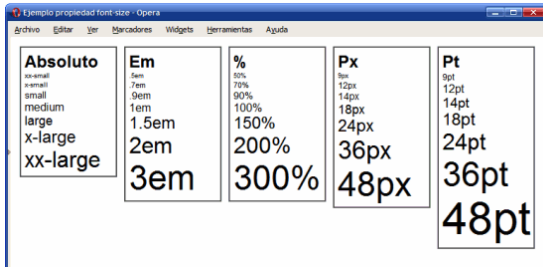 Ejemplo propiedad font-size - Opera
Archivo Editar Ver Marcadores Widgets Herramientas Ayuda
Absoluto
xx-small
x-small
small
medium
large
x-large
xx-large
Em
.5em
.7em
.9em
1em
1.5em
2em
3em
%
50%
70%
90%
100%
150%
200%
300%
Px
9px
12px
14px
18px
24px
36px
48px
Pt
9pt
12pt
14pt
18pt
24pt
36pt
48pt